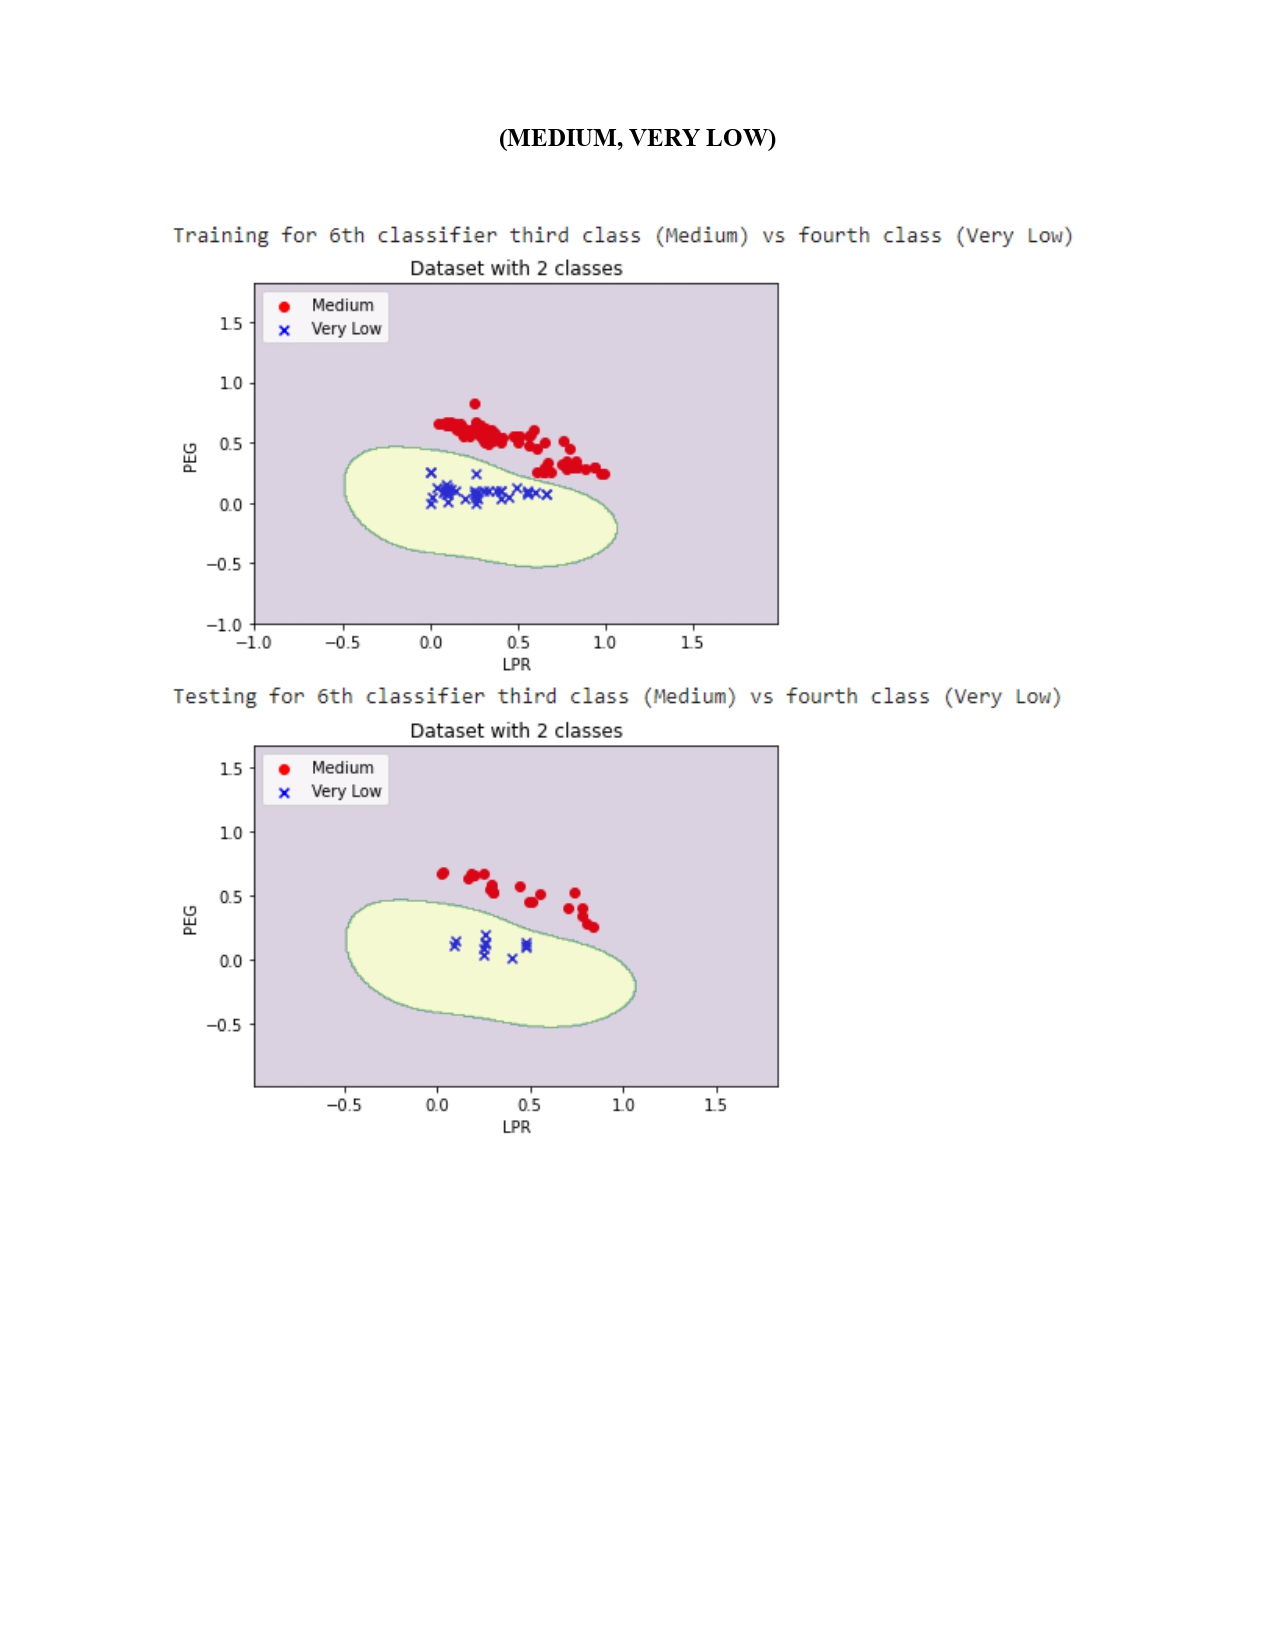 (MEDIUM, VERY LOW)
Training for 6th classifier third class (Medium) vs fourth class (Very Low)
Dataset with 2 classes
Medium
Very Low
1.5
1.0
0.5
0.0
−0.5
−1.0
PEG
−1.0 −0.5 0.0 0.5 1.0 1.5
LPR
Testing for 6th classifier third class (Medium) vs fourth class (Very Low)
Dataset with 2 classes
Medium
Very Low
1.5
1.0
0.5
0.0
−0.5
PEG
−0.5 0.0 0.5 1.0 1.5
LPR